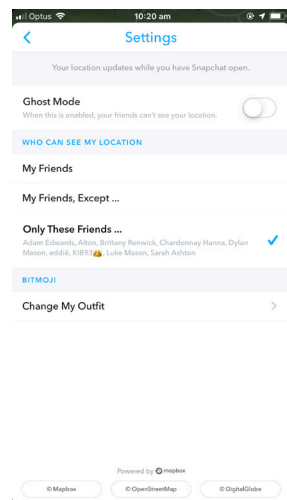 Optus 10:20 am
Settings
Your location updates while you have Snapchat open.
Ghost Mode
When this is enabled, your friends can't see your location.
WHO CAN SEE MY LOCATION
My Friends
My Friends, Except ...
Only These Friends ...
Adam Edwards, Alton, Brittany Renwick, Chardonnay Hanna, Dylan
Mason, eddiè, KIB93👑, Luke Mason, Sarah Ashton
BITMOJI
Change My Outfit
Powered by mapbox
© Mapbox © OpenStreetMap © DigitalGlobe